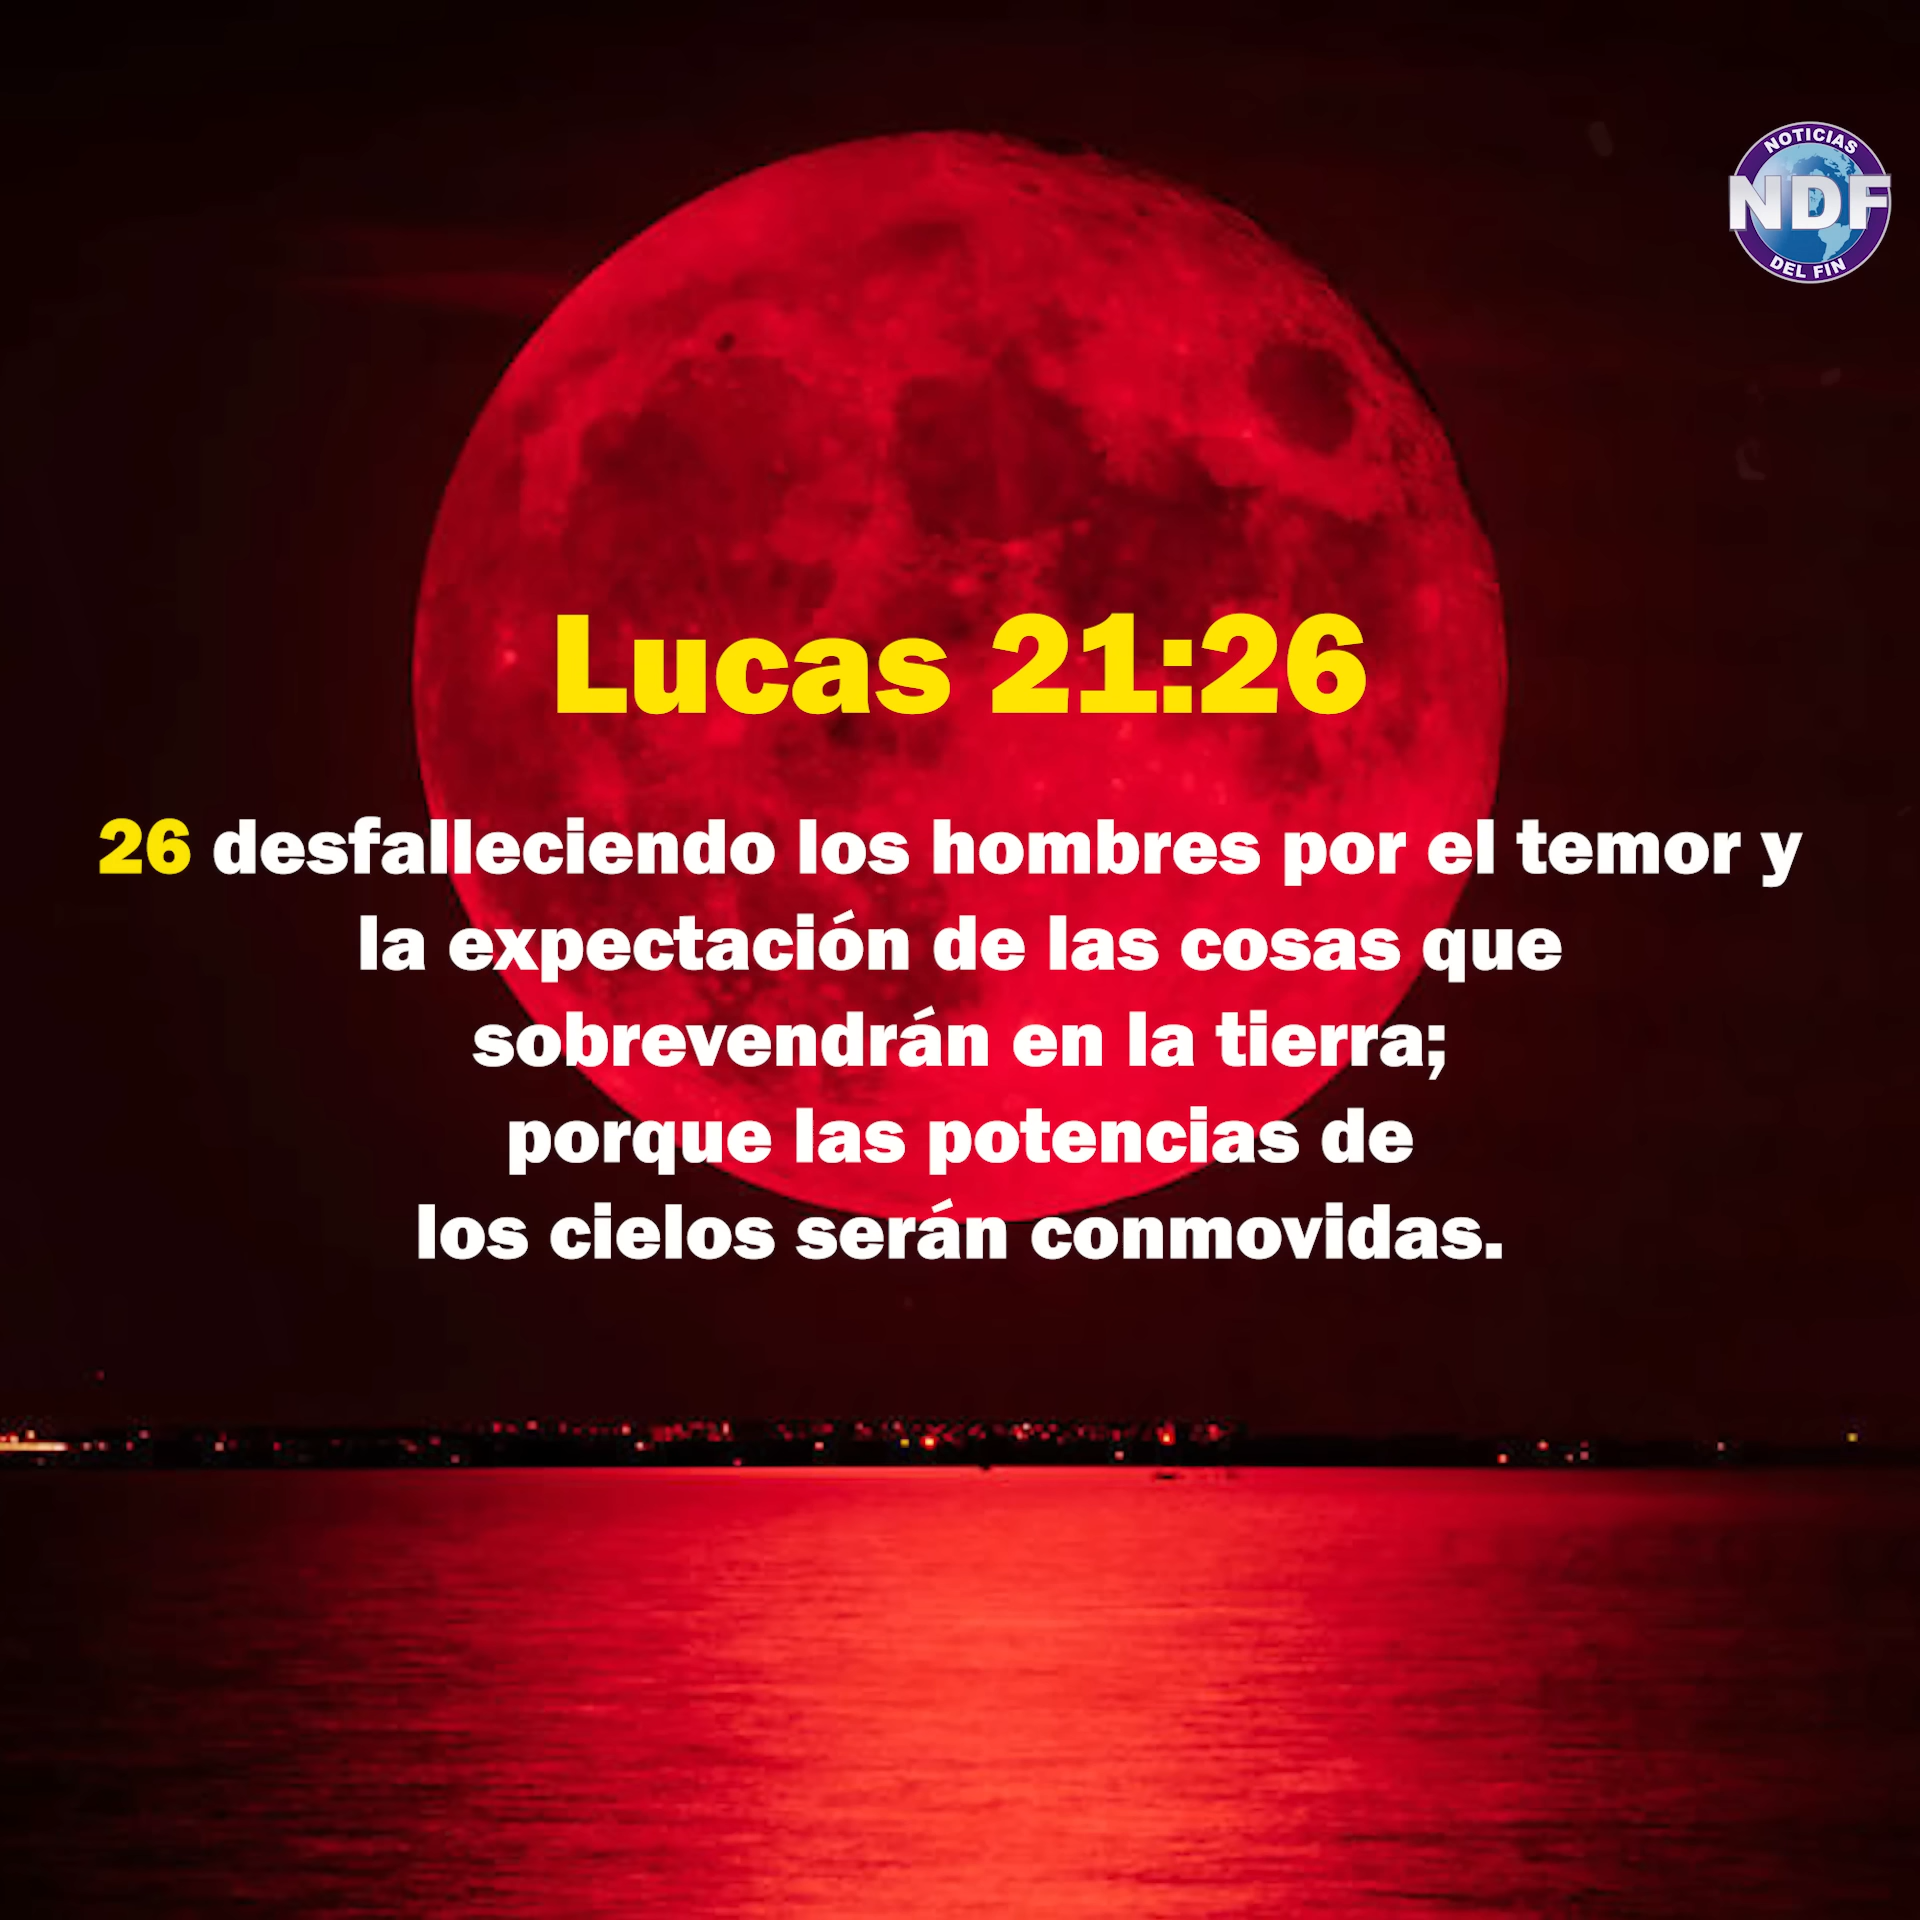 NOTICIAS
NDF
DEL FIN
Lucas 21:26
26 desfalleciendo los hombres por el temor y
la expectación de las cosas que
sobrevendrán en la tierra;
porque las potencias de
los cielos serán conmovidas.